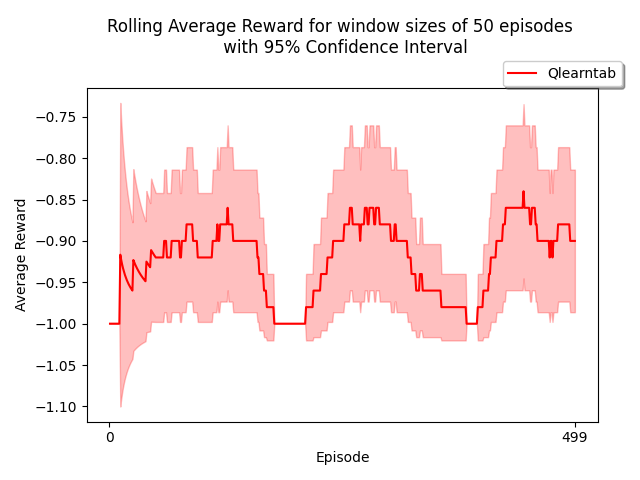 Rolling Average Reward for window sizes of 50 episodes
with 95% Confidence Interval
Qlearntab
−0.75
−0.80
−0.85
−0.90
−0.95
−1.00
−1.05
−1.10
Average Reward
0
499
Episode